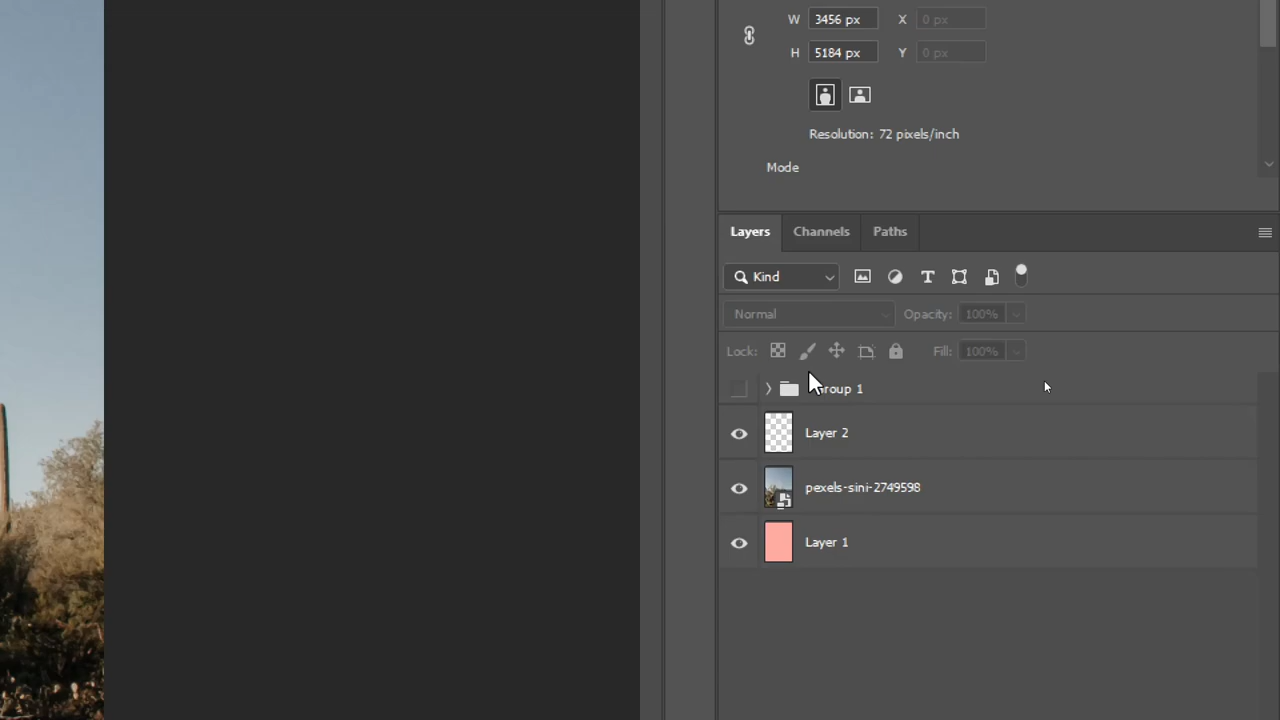 W 3456 px X 0 px
H 5184 px Y 0 px
Resolution: 72 pixels/inch
Mode
Layers Channels Paths
Kind
Normal Opacity: 100%
Lock: Fill: 100%
Group 1
Layer 2
pexels-sini-2749598
Layer 1